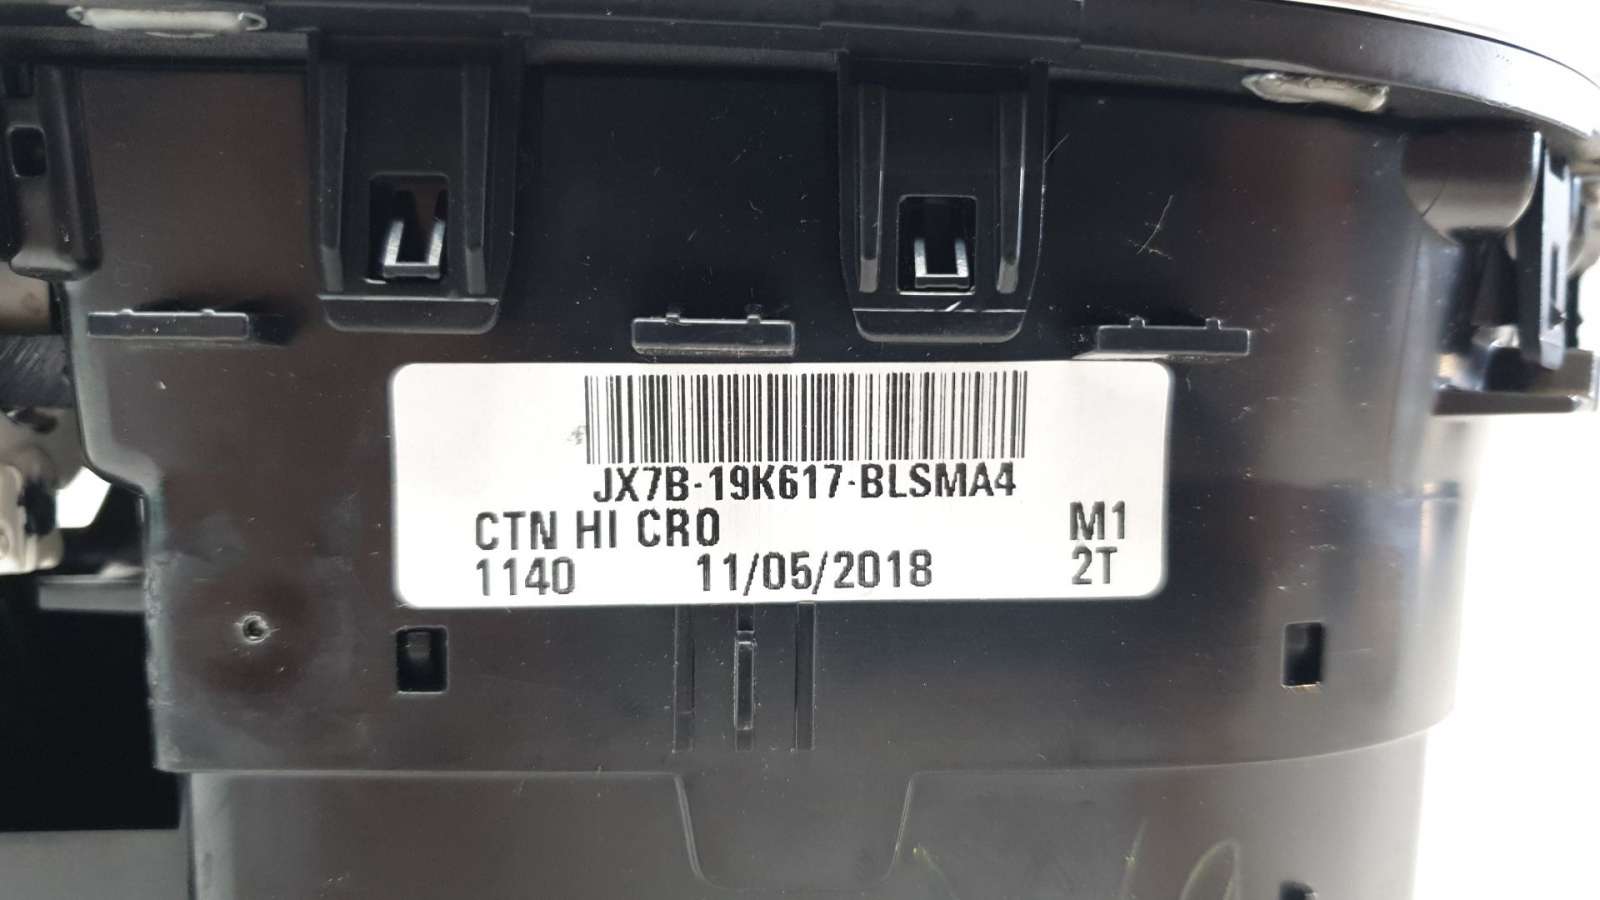 JX7B-19K617-BLSMA4
CTN HI CRO M1
1140 11/05/2018 2T